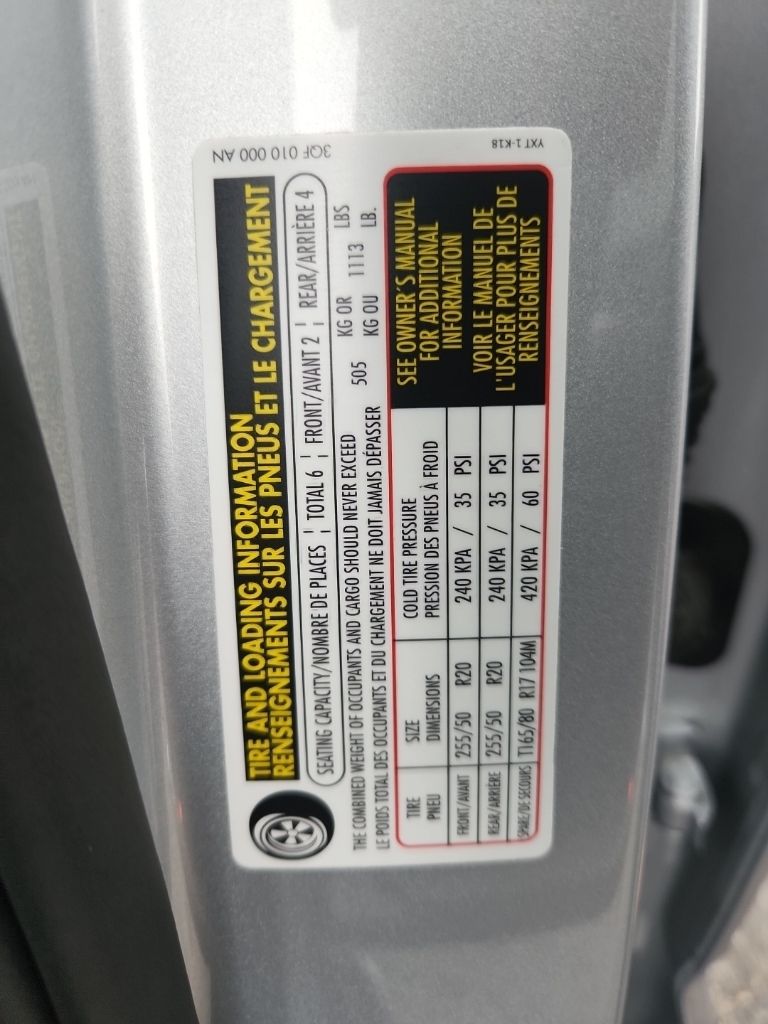 3QF 010 000 AN
TIRE AND LOADING INFORMATION
RENSEIGNEMENTS SUR LES PNEUS ET LE CHARGEMENT
SEATING CAPACITY/NOMBRE DE PLACES ¦ TOTAL 6 ¦ FRONT/AVANT 2 ¦ REAR/ARRIÈRE 4
THE COMBINED WEIGHT OF OCCUPANTS AND CARGO SHOULD NEVER EXCEED 505 KG OR 1113 LBS
LE POIDS TOTAL DES OCCUPANTS ET DU CHARGEMENT NE DOIT JAMAIS DÉPASSER KG OU LB.
TIRE SIZE COLD TIRE PRESSURE
PNEU DIMENSIONS PRESSION DES PNEUS À FROID
FRONT/AVANT 255/50 R20 240 KPA / 35 PSI
REAR/ARRIÈRE 255/50 R20 240 KPA / 35 PSI
SPARE/DE SECOURS T165/80 R17 104M 420 KPA / 60 PSI
SEE OWNER'S MANUAL
FOR ADDITIONAL
INFORMATION
VOIR LE MANUEL DE
L'USAGER POUR PLUS DE
RENSEIGNEMENTS
YXT 1-K18